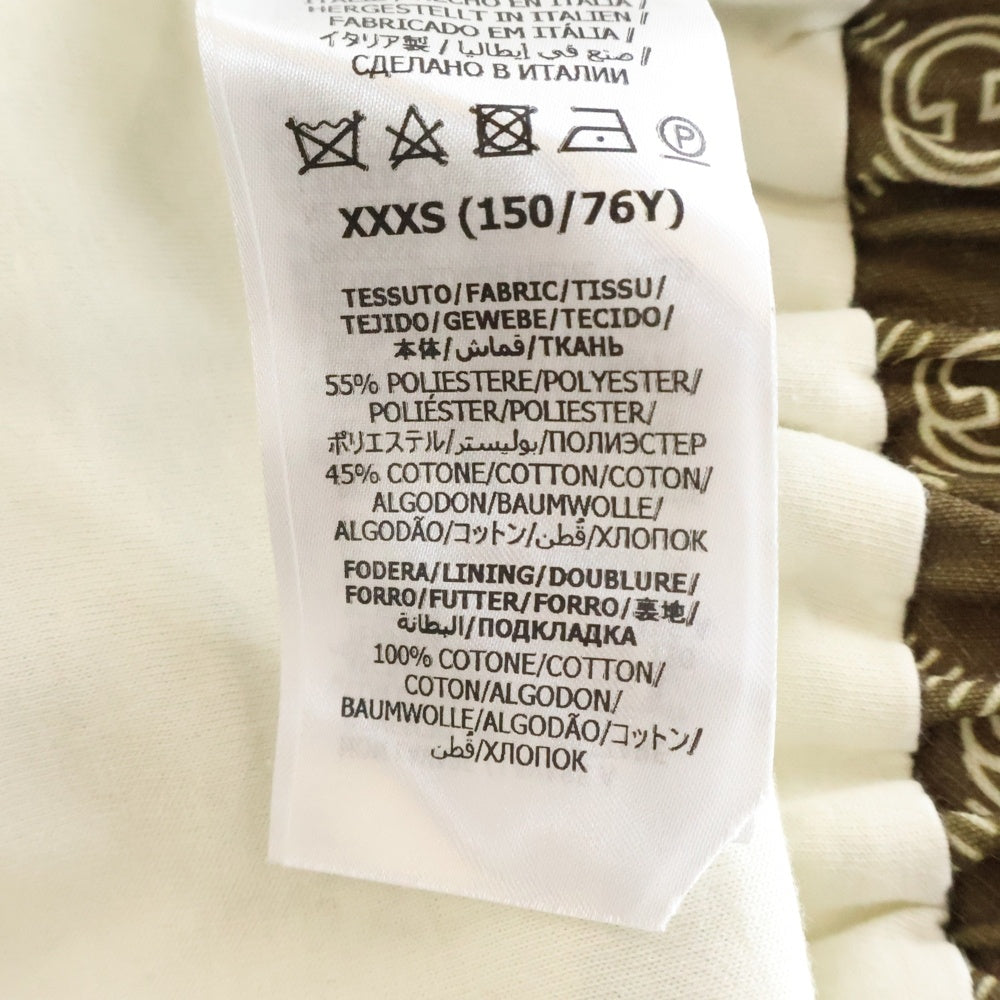 HERGESTELLT IN ITALIEN /
FABRICADO EM ITÁLIA /
イタリア製 / صنع في إيطاليا /
СДЕЛАНО В ИТАЛИИ
P
XXXS (150/76Y)
TESSUTO/FABRIC/TISSU/
TEJIDO/GEWEBE/TECIDO/
本体/قماش/ТКАНЬ
55% POLIESTERE/POLYESTER/
POLIÉSTER/POLIESTER/
ポリエステル/بوليستر/ПОЛИЭСТЕР
45% COTONE/COTTON/COTON/
ALGODON/BAUMWOLLE/
ALGODÃO/コットン/قُطن/ХЛОПОК
FODERA/LINING/DOUBLURE/
FORRO/FUTTER/FORRO/裏地/
البطانة/ПОДКЛАДКА
100% COTONE/COTTON/
COTON/ALGODON/
BAUMWOLLE/ALGODÃO/コットン/
قُطن/ХЛОПОК